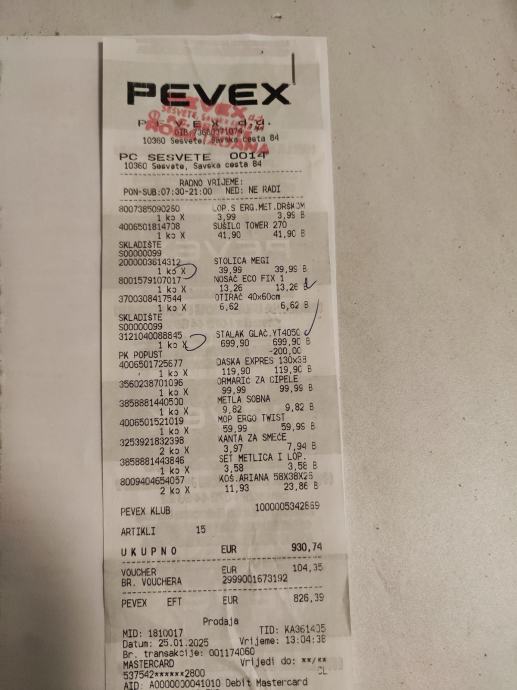 PEVEX
P E V E X d.d.
OIB:73660371074
10360 Sesvete, Savska cesta 84
PC SESVETE 0014
10360 Sesvete, Savska cesta 84
RADNO VRIJEME:
PON-SUB:07:30-21:00 NED: NE RADI
8007385090260 LOP.S ERG.MET.DRŠKOM
1 ko X 3,99 3,99 B
4006501814708 SUŠILO TOWER 270
1 ko X 41,90 41,90 B
SKLADIŠTE
S00000099
2000003614312 STOLICA MEGI
1 ko X 39,99 39,99 B
8001579107017 NOSAČ ECO FIX 1
1 ko X 13,26 13,26 B
3700308417544 OTIRAČ 40x60cm
1 ko X 6,62 6,62 B
SKLADIŠTE
S00000099
3121040088845 STALAK GLAČ.YT4050
1 ko X 699,90 699,90 B
PK POPUST -200,00
4006501725677 DASKA EXPRES 130x38
1 ko X 119,90 119,90 B
3560238701096 ORMARIĆ ZA CIPELE
1 ko X 99,99 99,99 B
3858881440500 METLA SOBNA
1 ko X 9,82 9,82 B
4006501521019 MOP ERGO TWIST
1 ko X 59,99 59,99 B
3253921832398 KANTA ZA SMEĆE
2 ko X 3,97 7,94 B
3858881443846 SET METLICA I LOP.
1 ko X 3,58 3,58 B
8009404654057 KOŠ.ARIANA 58X38X26
2 ko X 11,93 23,86 B
PEVEX KLUB 1000005342869
ARTIKLI 15
UKUPNO EUR 930,74
VOUCHER EUR 104,35
BR. VOUCHERA 2999001673192
PEVEX EFT EUR 826,39
Prodaja
MID: 1810017 TID: KA361405
Datum: 25.01.2025 Vrijeme: 13:04:38
Br. transakcije: 001174060
MASTERCARD Vrijedi do: **/**
537542******2800 CL
AID: A0000000041010 Debit Mastercard